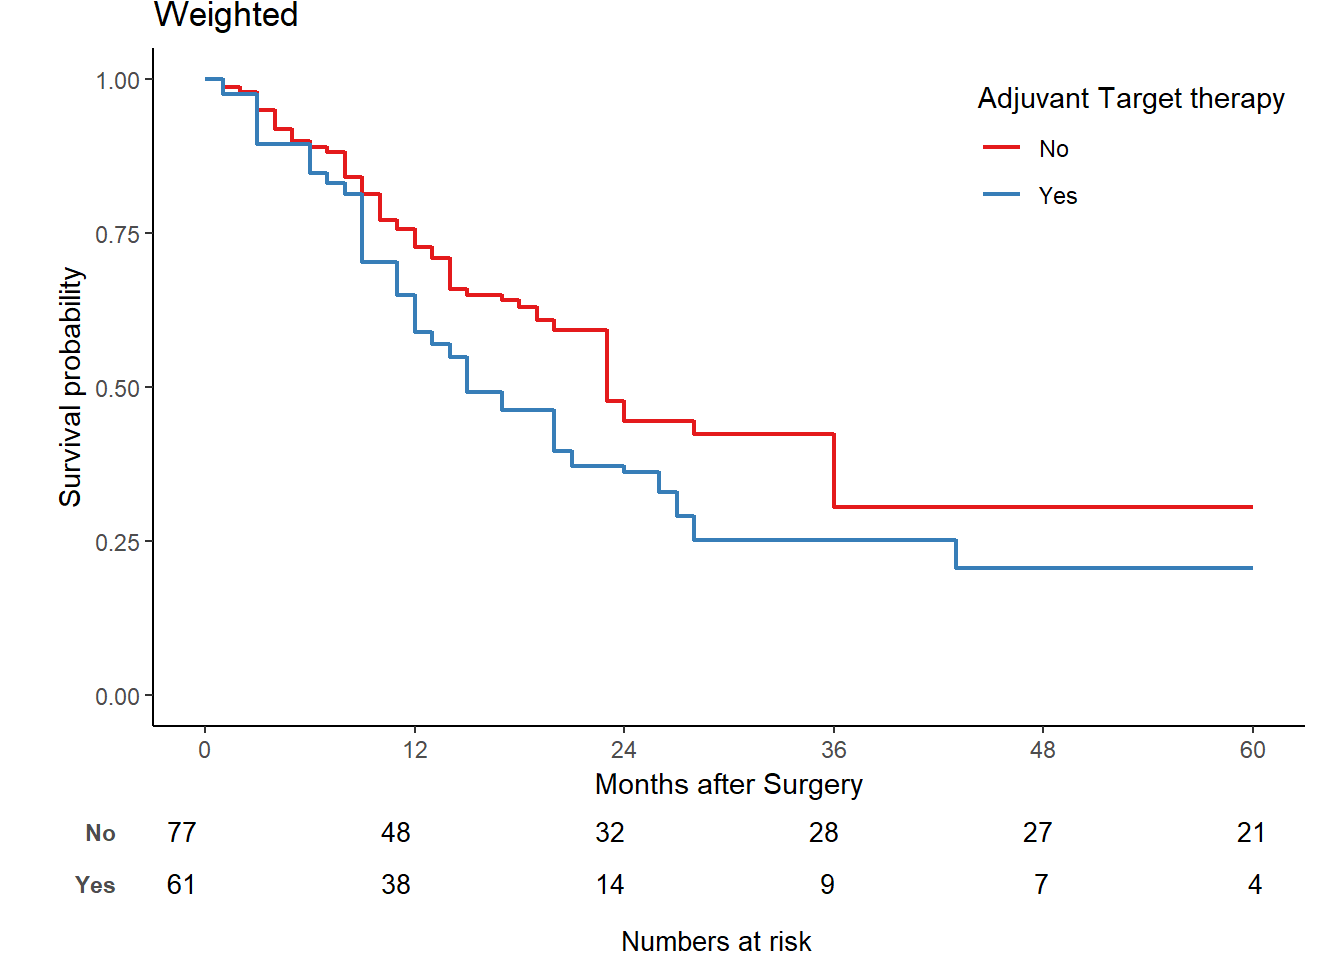 Weighted
Adjuvant Target therapy
No
Yes
Survival probability
1.00
0.75
0.50
0.25
0.00
0 12 24 36 48 60
Months after Surgery
No 77 48 32 28 27 21
Yes 61 38 14 9 7 4
Numbers at risk